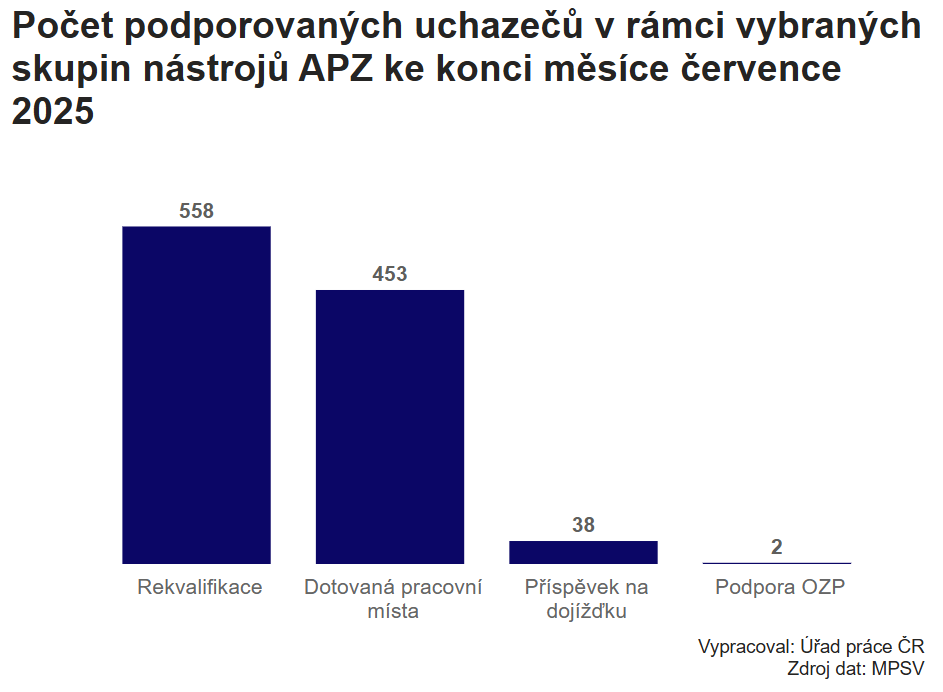 Počet podporovaných uchazečů v rámci vybraných
skupin nástrojů APZ ke konci měsíce července
2025
558
453
38
2
Rekvalifikace
Dotovaná pracovní
místa
Příspěvek na
dojížďku
Podpora OZP
Vypracoval: Úřad práce ČR
Zdroj dat: MPSV